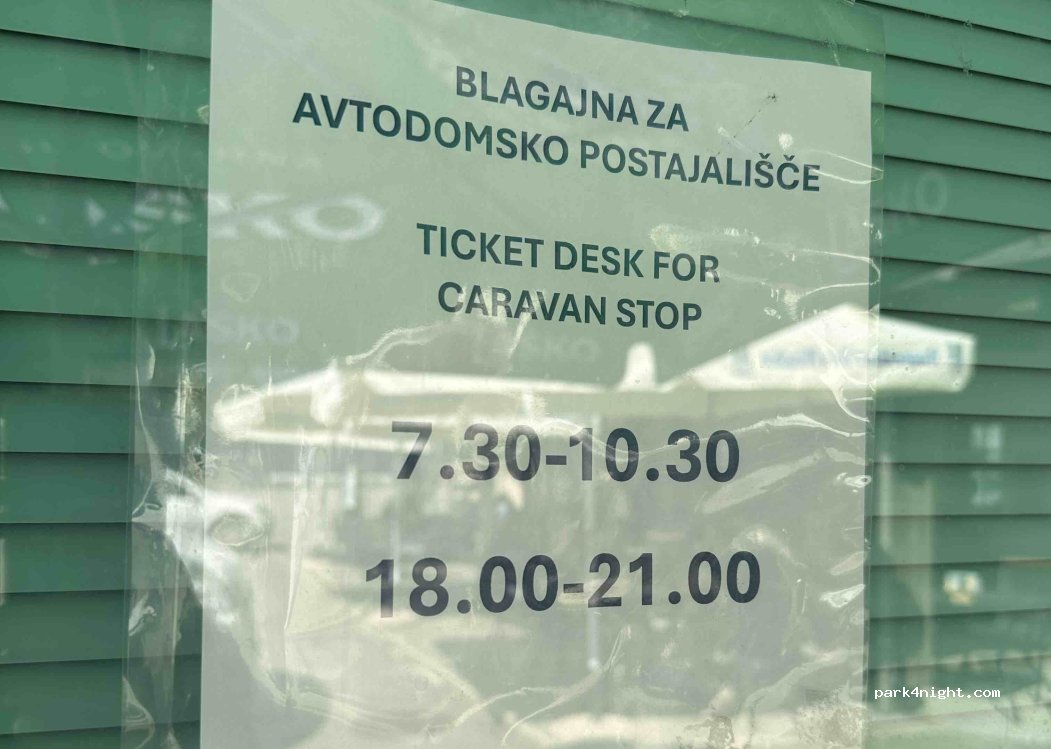 BLAGAJNA ZA
AVTODOMSKO POSTAJALIŠČE
TICKET DESK FOR
CARAVAN STOP
7.30-10.30
18.00-21.00
park4night.com